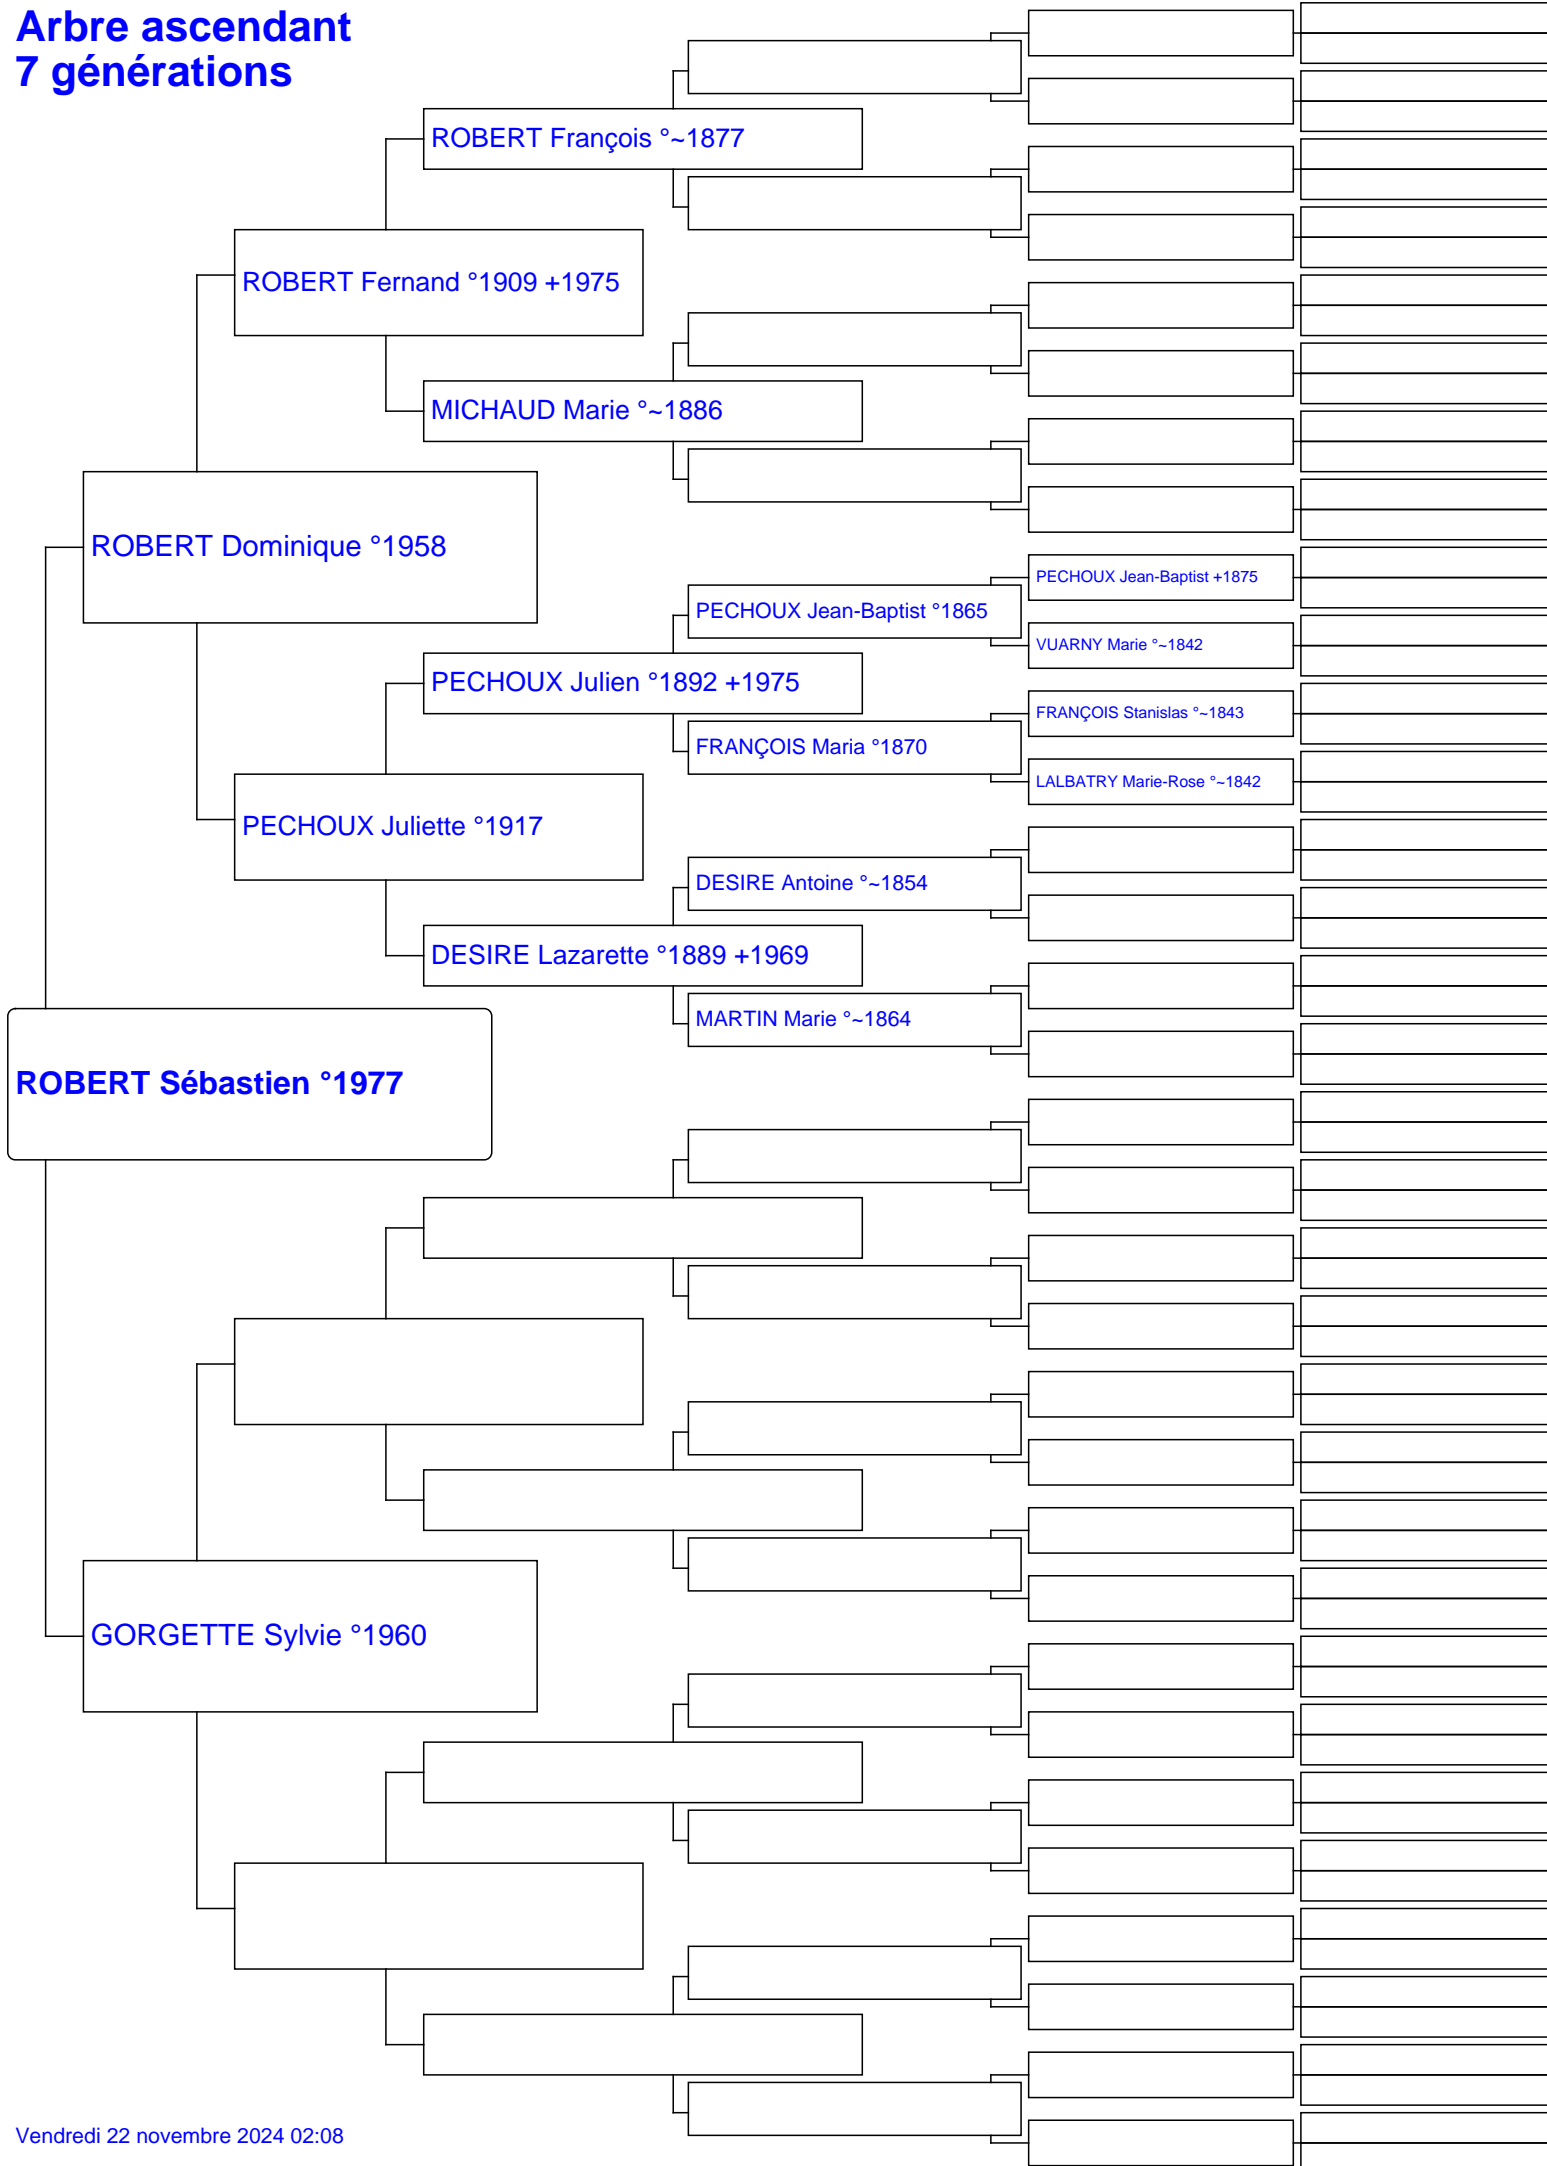 Arbre ascendant
7 générations
ROBERT François °~1877
ROBERT Fernand °1909 +1975
MICHAUD Marie °~1886
ROBERT Dominique °1958
PECHOUX Jean-Baptist +1875
PECHOUX Jean-Baptist °1865
VUARNY Marie °~1842
PECHOUX Julien °1892 +1975
FRANÇOIS Stanislas °~1843
FRANÇOIS Maria °1870
LALBATRY Marie-Rose °~1842
PECHOUX Juliette °1917
DESIRE Antoine °~1854
DESIRE Lazarette °1889 +1969
MARTIN Marie °~1864
ROBERT Sébastien °1977
GORGETTE Sylvie °1960
Vendredi 22 novembre 2024 02:08